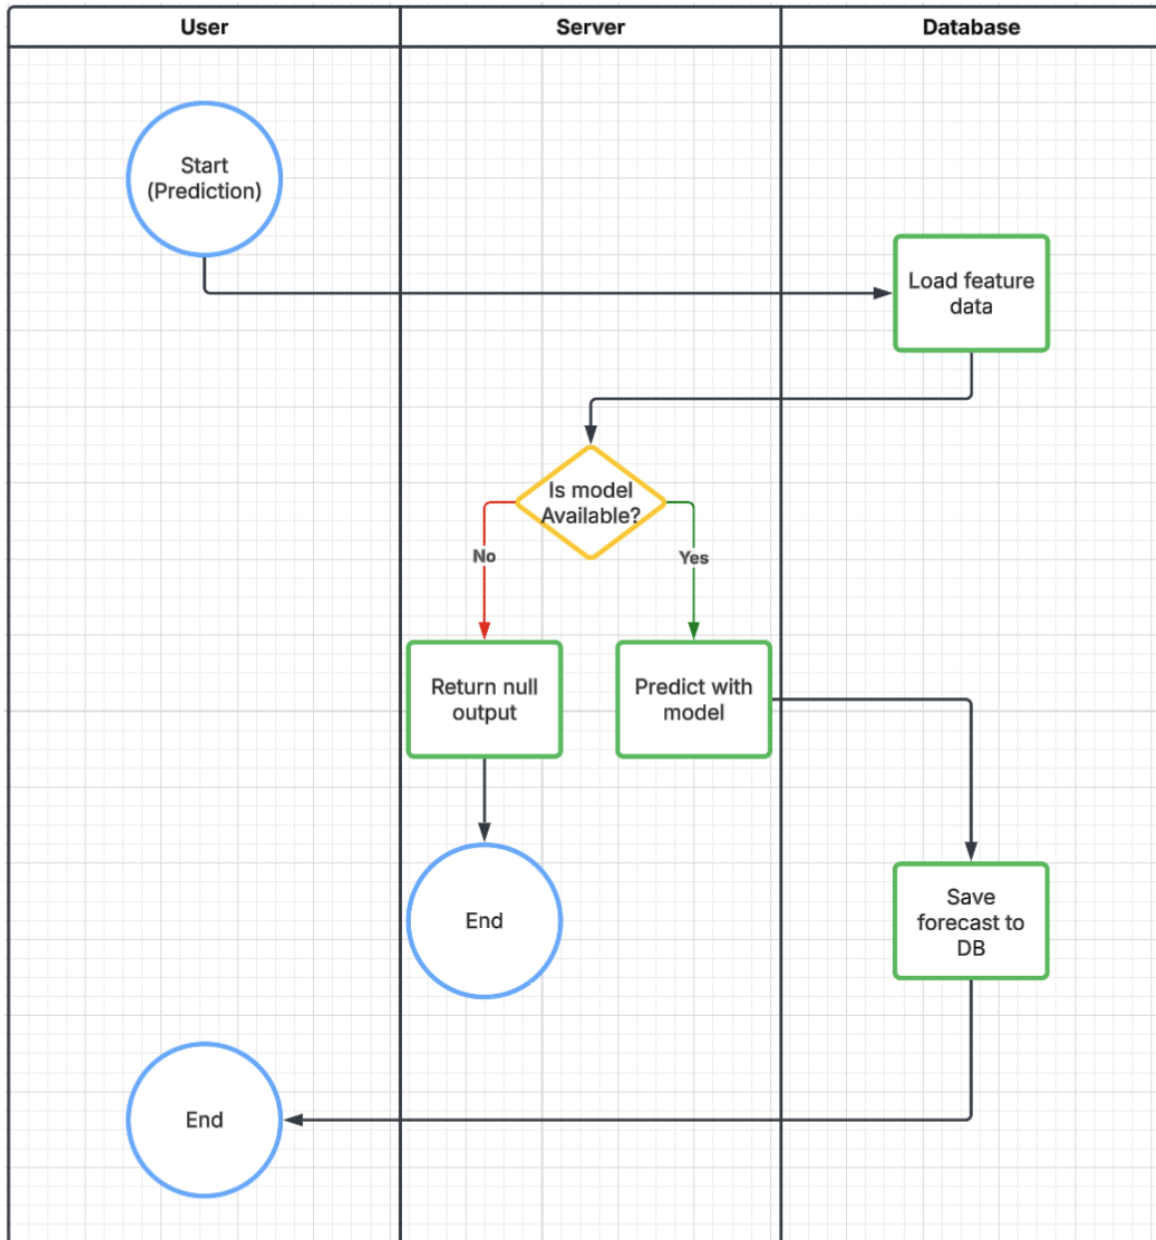 User
Server
Database
Start
(Prediction)
Load feature
data
Is model
Available?
No
Yes
Return null
output
Predict with
model
End
Save
forecast to
DB
End